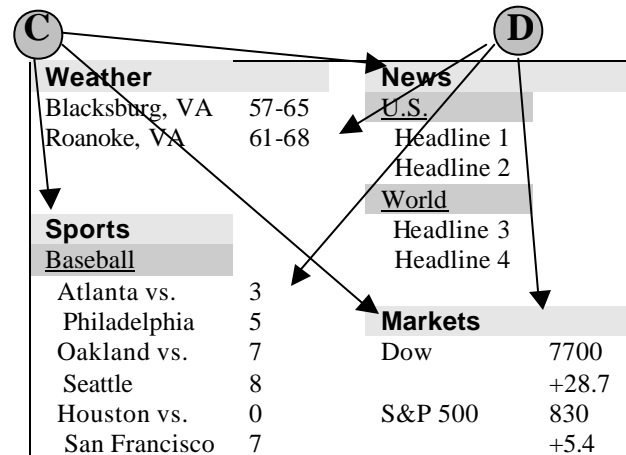 C
D
Weather
Blacksburg, VA 57-65
Roanoke, VA 61-68
Sports
Baseball
Atlanta vs. 3
Philadelphia 5
Oakland vs. 7
Seattle 8
Houston vs. 0
San Francisco 7
News
U.S.
Headline 1
Headline 2
World
Headline 3
Headline 4
Markets
Dow 7700
+28.7
S&P 500 830
+5.4